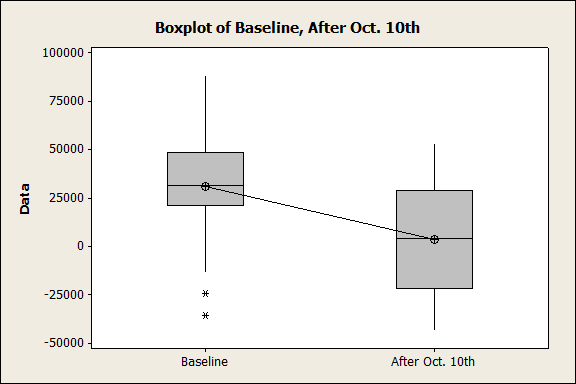 Boxplot of Baseline, After Oct. 10th
100000
75000
50000
25000
0
-25000
-50000
Data
Baseline
After Oct. 10th